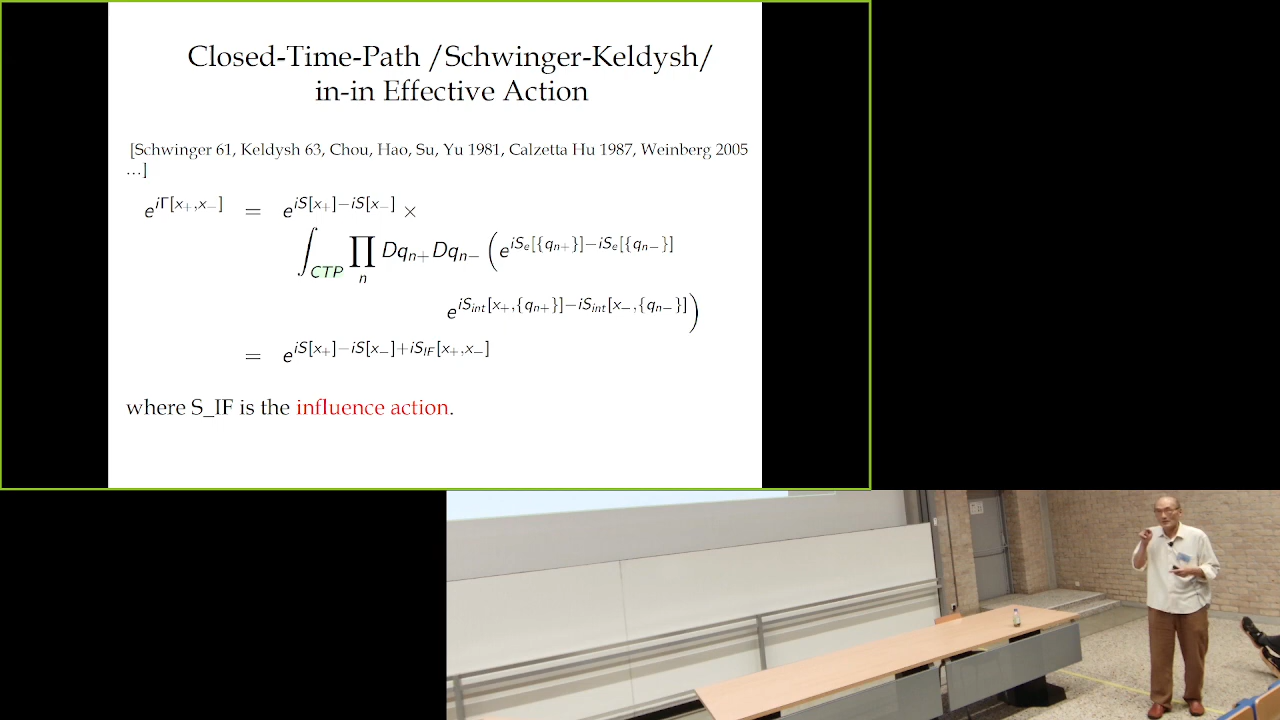 Closed-Time-Path /Schwinger-Keldysh/
in-in Effective Action
[Schwinger 61, Keldysh 63, Chou, Hao, Su, Yu 1981, Calzetta Hu 1987, Weinberg 2005
…]
e^{iΓ[x₊,x₋]} = e^{iS[x₊]−iS[x₋]} ×
∫_{CTP} ∏_n Dq_{n+} Dq_{n−} ( e^{iS_e[{q_{n+}}]−iS_e[{q_{n−}}]}
e^{iS_{int}[x₊,{q_{n+}}]−iS_{int}[x₋,{q_{n−}}]} )
= e^{iS[x₊]−iS[x₋]+iS_{IF}[x₊,x₋]}
where S_IF is the influence action.